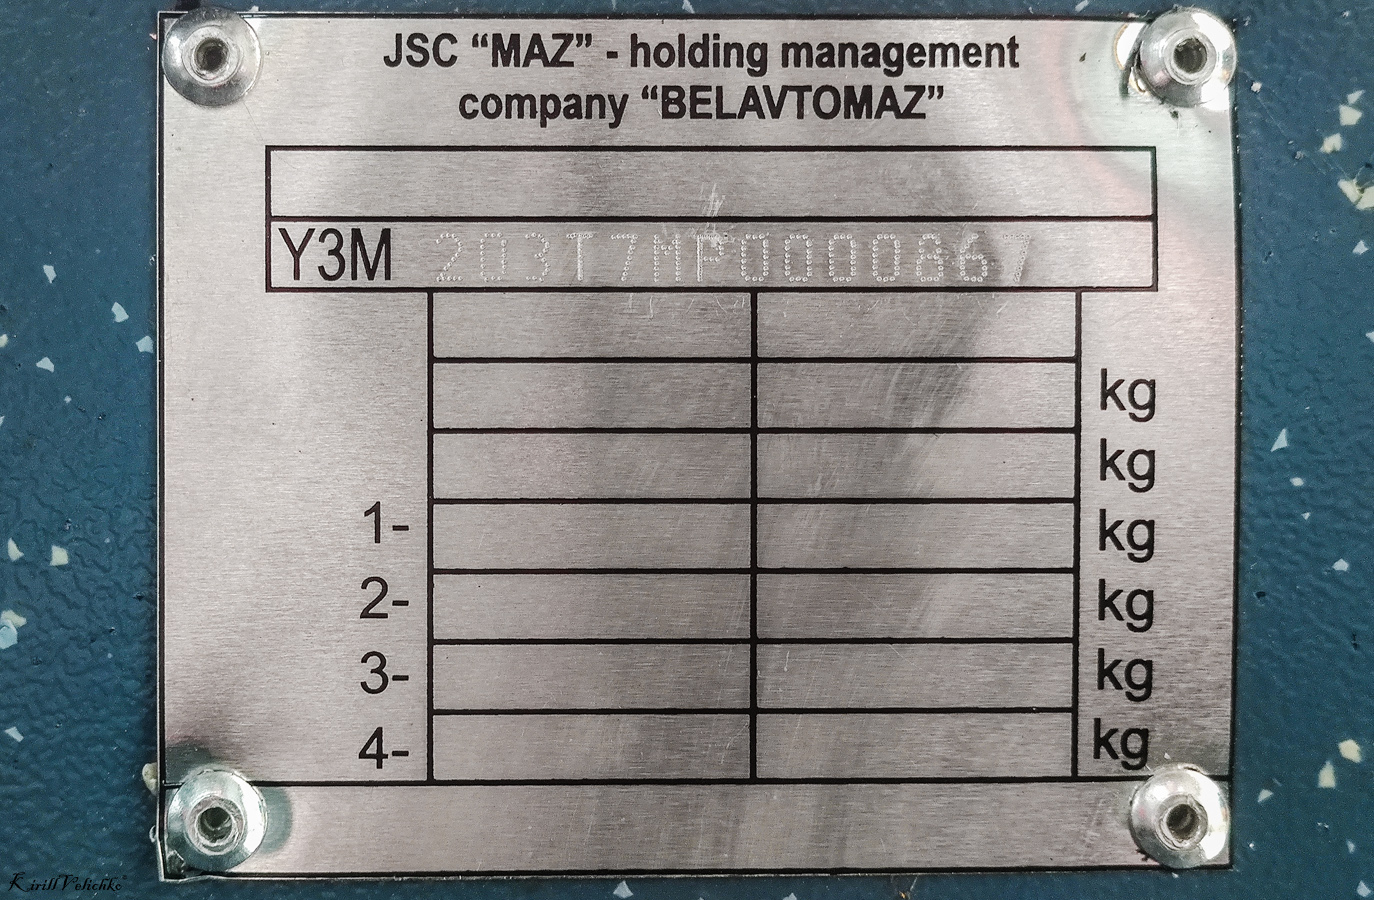 JSC “MAZ” - holding management
company “BELAVTOMAZ”
Y3M 203T7MP0000867
kg
kg
1- kg
2- kg
3- kg
4- kg
Kirill Velichko